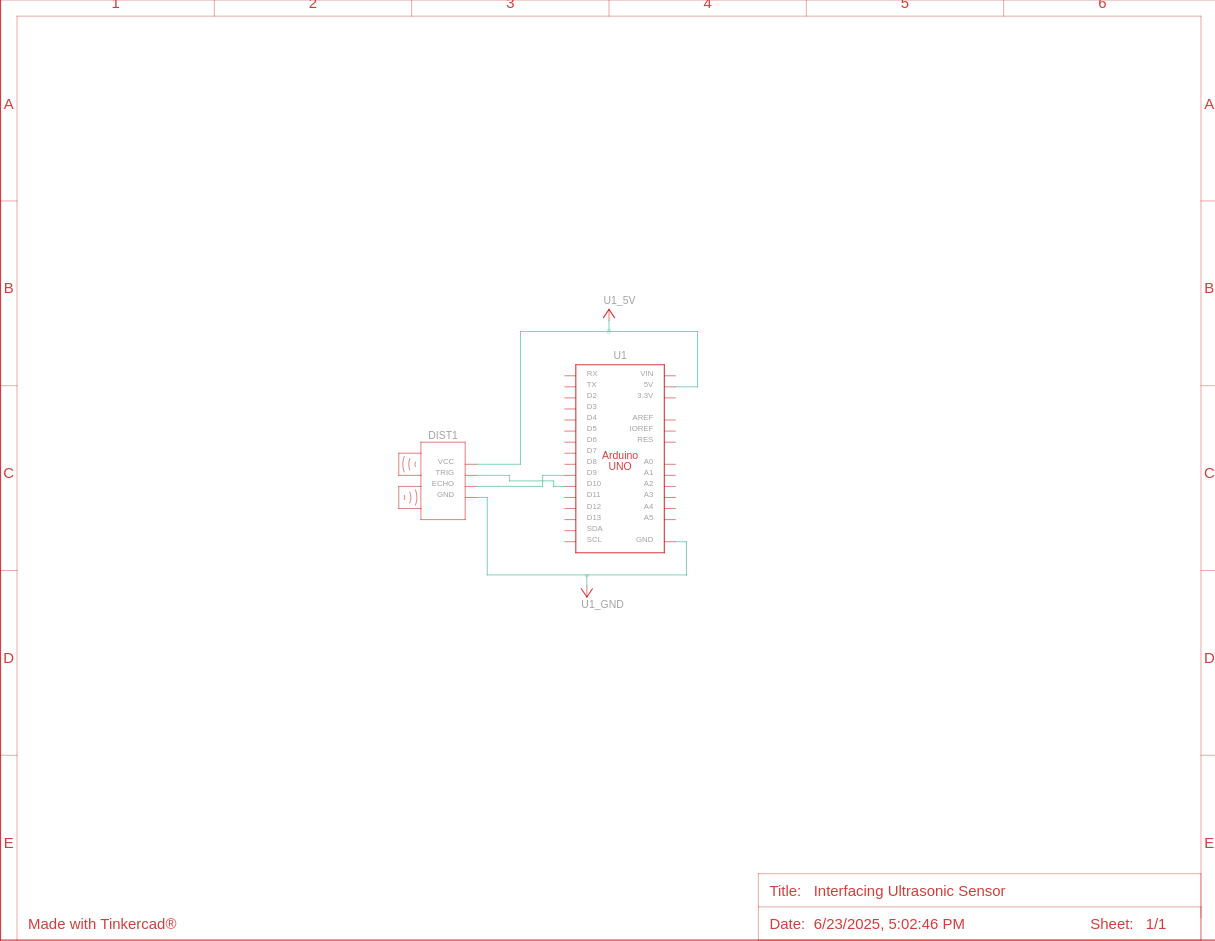 1 2 3 4 5 6
A A
B B
U1_5V
U1
RX VIN
TX 5V
D2 3.3V
D3
D4 AREF
D5 IOREF
D6 RES
D7
DIST1
Arduino
UNO
VCC
TRIG
ECHO
GND
D8 A0
D9 A1
D10 A2
D11 A3
D12 A4
D13 A5
SDA
SCL GND
C C
U1_GND
D D
E E
Title: Interfacing Ultrasonic Sensor
Made with Tinkercad®
Date: 6/23/2025, 5:02:46 PM Sheet: 1/1